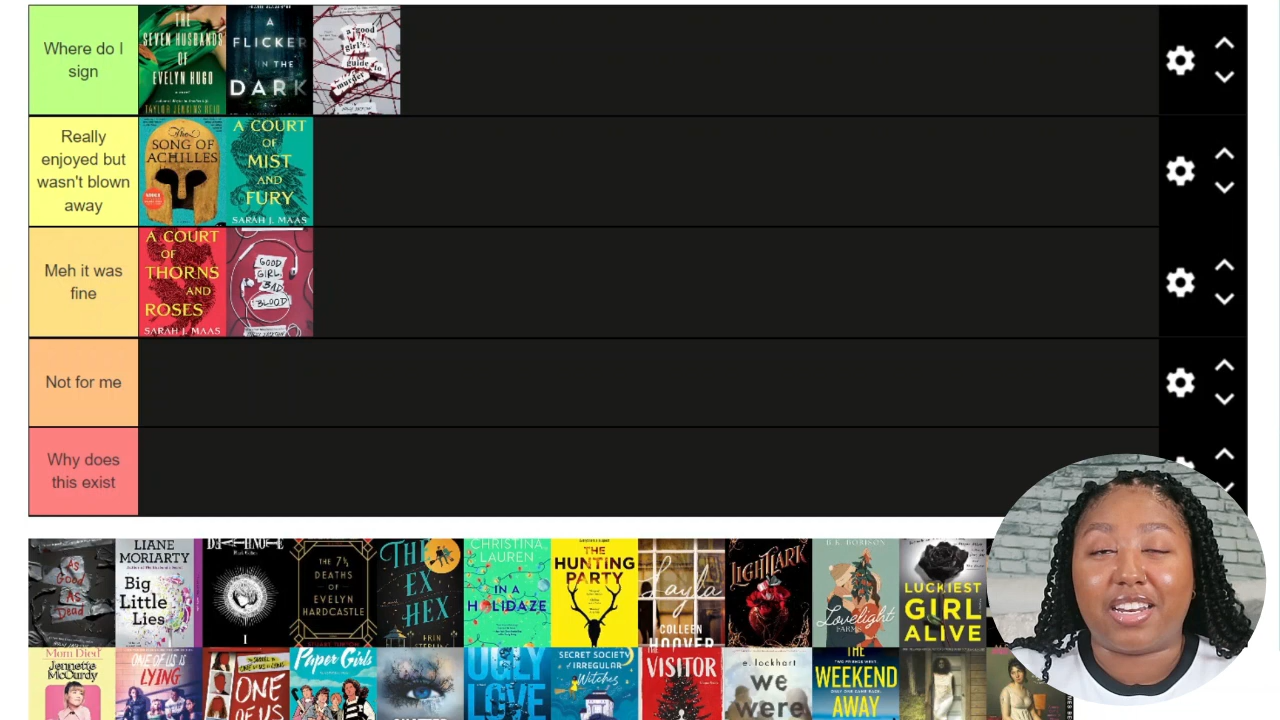 Where do I
sign
THE
SEVEN HUSBANDS
OF
EVELYN HUGO
TAYLOR JENKINS REID
A
FLICKER
IN THE
DARK
a good
girl's
guide to
murder
Really
enjoyed but
wasn't blown
away
The
SONG OF
ACHILLES
A COURT
OF
MIST
AND
FURY
SARAH J. MAAS
Meh it was
fine
A COURT
OF
THORNS
AND
ROSES
SARAH J. MAAS
GOOD
GIRL,
BAD
BLOOD
Not for me
Why does
this exist
As
Good
As
Dead
LIANE
MORIARTY
Big
Little
Lies
I
THE
7½
DEATHS
OF
EVELYN
HARDCASTLE
THE
EX
HEX
ERIN
CHRISTINA
LAUREN
IN A
HOLIDAZE
THE
HUNTING
PARTY
Layla
COLLEEN
HOOVER
LIGHTLARK
B.K. BORISON
Lovelight
FARMS
LUCKIEST
GIRL
ALIVE
Mom Died
Jennette
McCurdy
ONE OF US IS
LYING
ONE
OF US
Paper Girls
UGLY
LOVE
SECRET SOCIETY
of IRREGULAR
Witches
THE
VISITOR
e. lockhart
we
were
THE
WEEKEND
AWAY